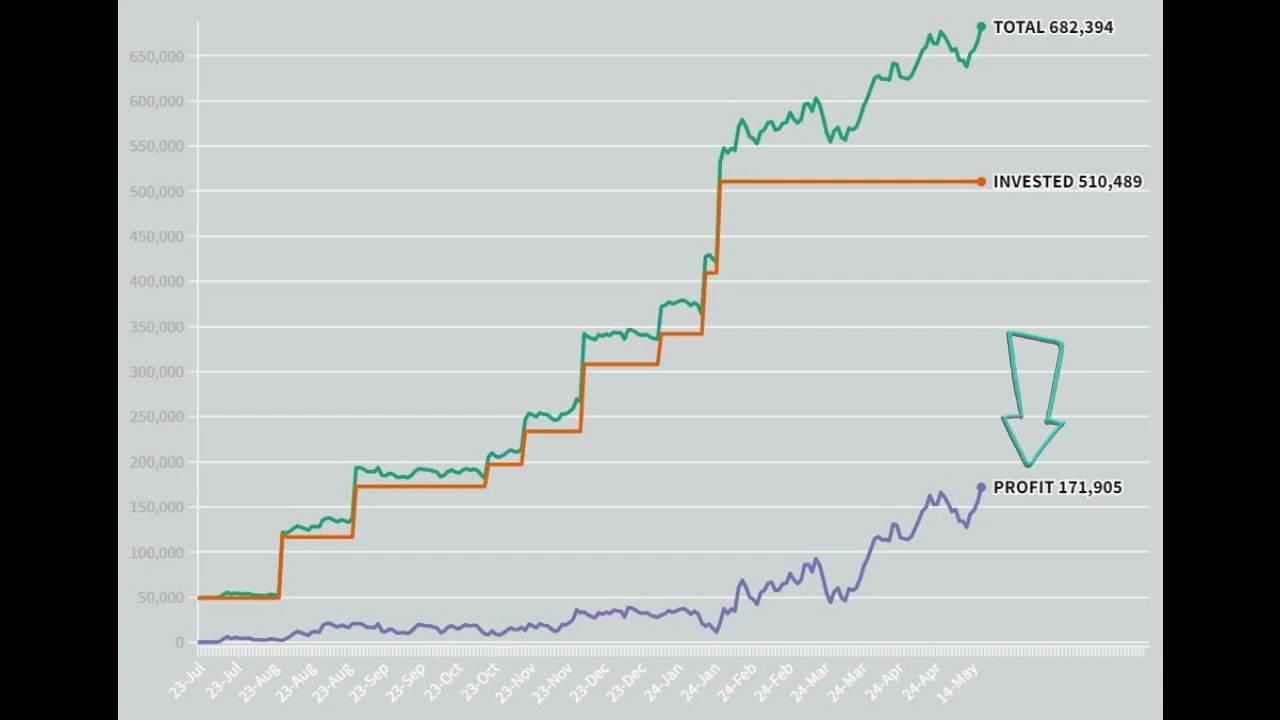 TOTAL 682,394
650,000
600,000
550,000
500,000
INVESTED 510,489
450,000
400,000
350,000
300,000
250,000
200,000
PROFIT 171,905
150,000
100,000
50,000
0
23-Jul
23-Jul
23-Aug
23-Aug
23-Aug
23-Sep
23-Sep
23-Oct
23-Oct
23-Nov
23-Nov
23-Dec
23-Dec
24-Jan
24-Jan
24-Feb
24-Feb
24-Mar
24-Mar
24-Apr
24-Apr
14-May